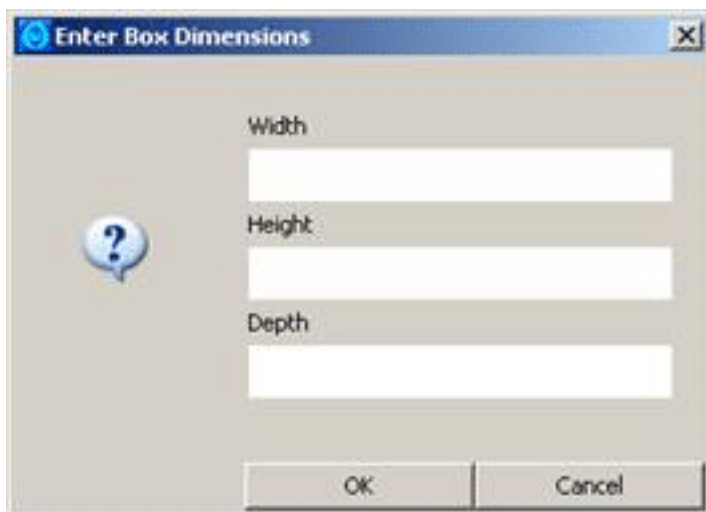 Enter Box Dimensions
Width
Height
Depth
OK
Cancel